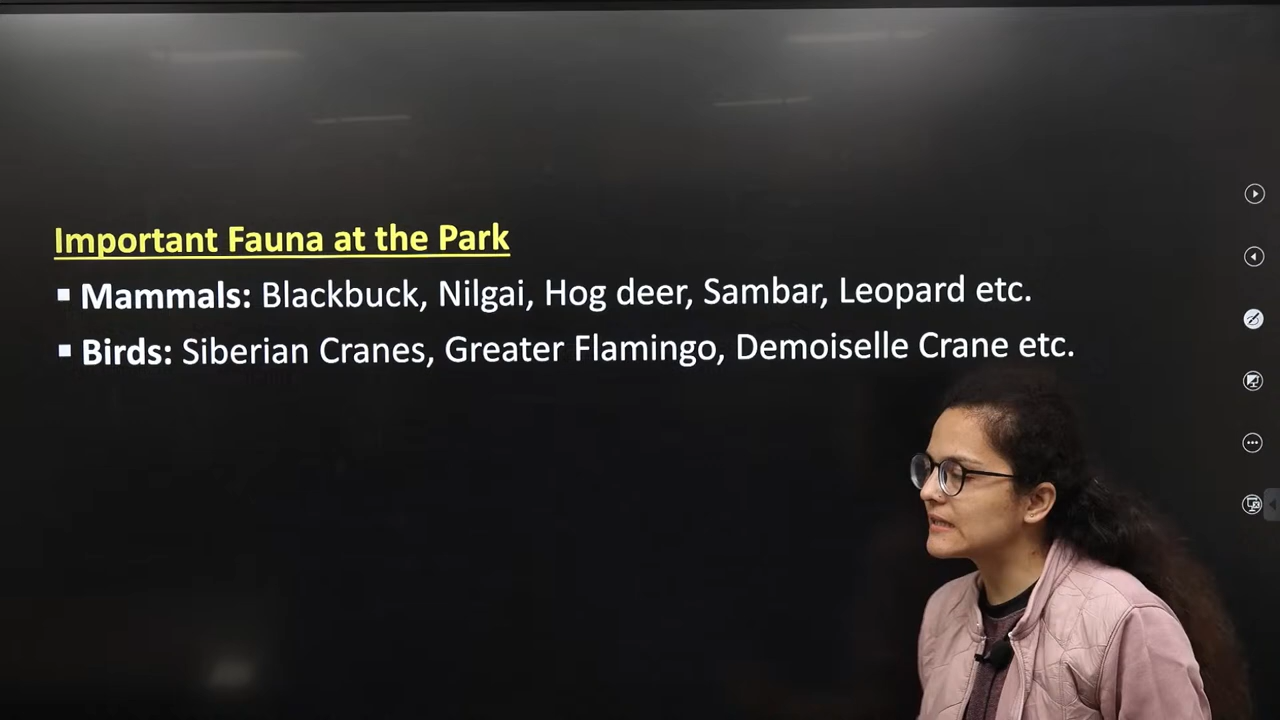 Important Fauna at the Park
▪ Mammals: Blackbuck, Nilgai, Hog deer, Sambar, Leopard etc.
▪ Birds: Siberian Cranes, Greater Flamingo, Demoiselle Crane etc.